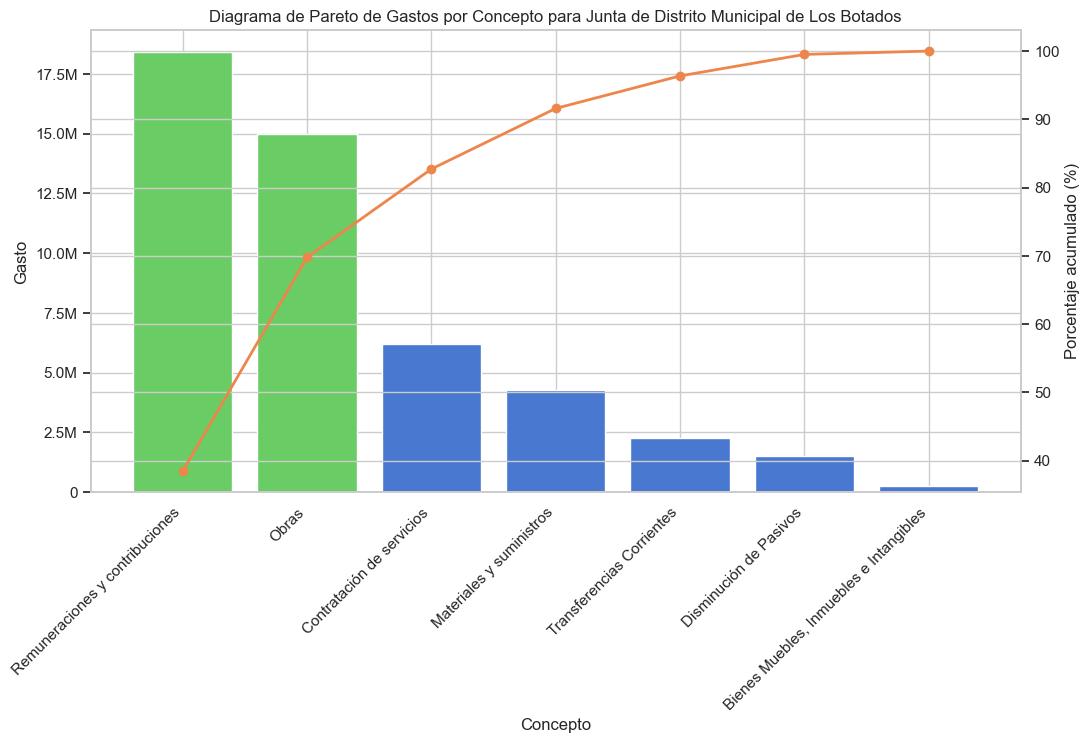 Diagrama de Pareto de Gastos por Concepto para Junta de Distrito Municipal de Los Botados
17.5M
15.0M
12.5M
10.0M
7.5M
5.0M
2.5M
0
Gasto
100
90
80
70
60
50
40
Porcentaje acumulado (%)
Remuneraciones y contribuciones
Obras
Contratación de servicios
Materiales y suministros
Transferencias Corrientes
Disminución de Pasivos
Bienes Muebles, Inmuebles e Intangibles
Concepto